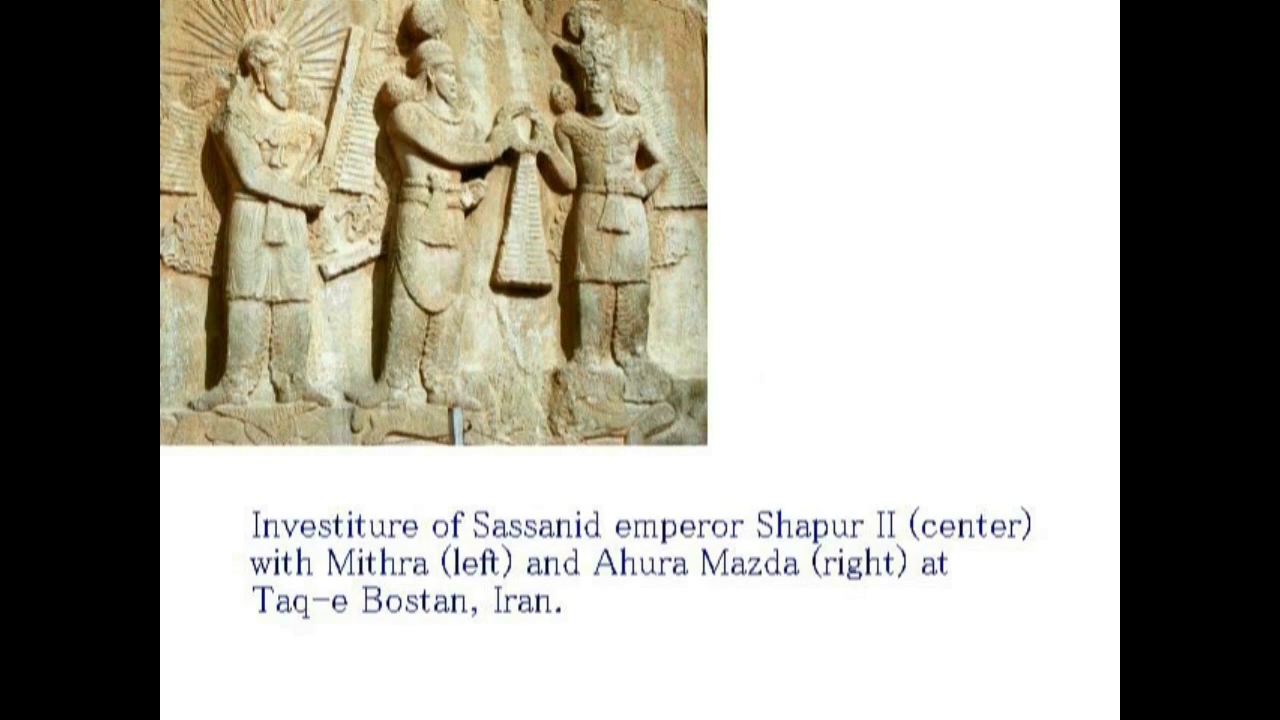 Investiture of Sassanid emperor Shapur II (center)
with Mithra (left) and Ahura Mazda (right) at
Taq-e Bostan, Iran.